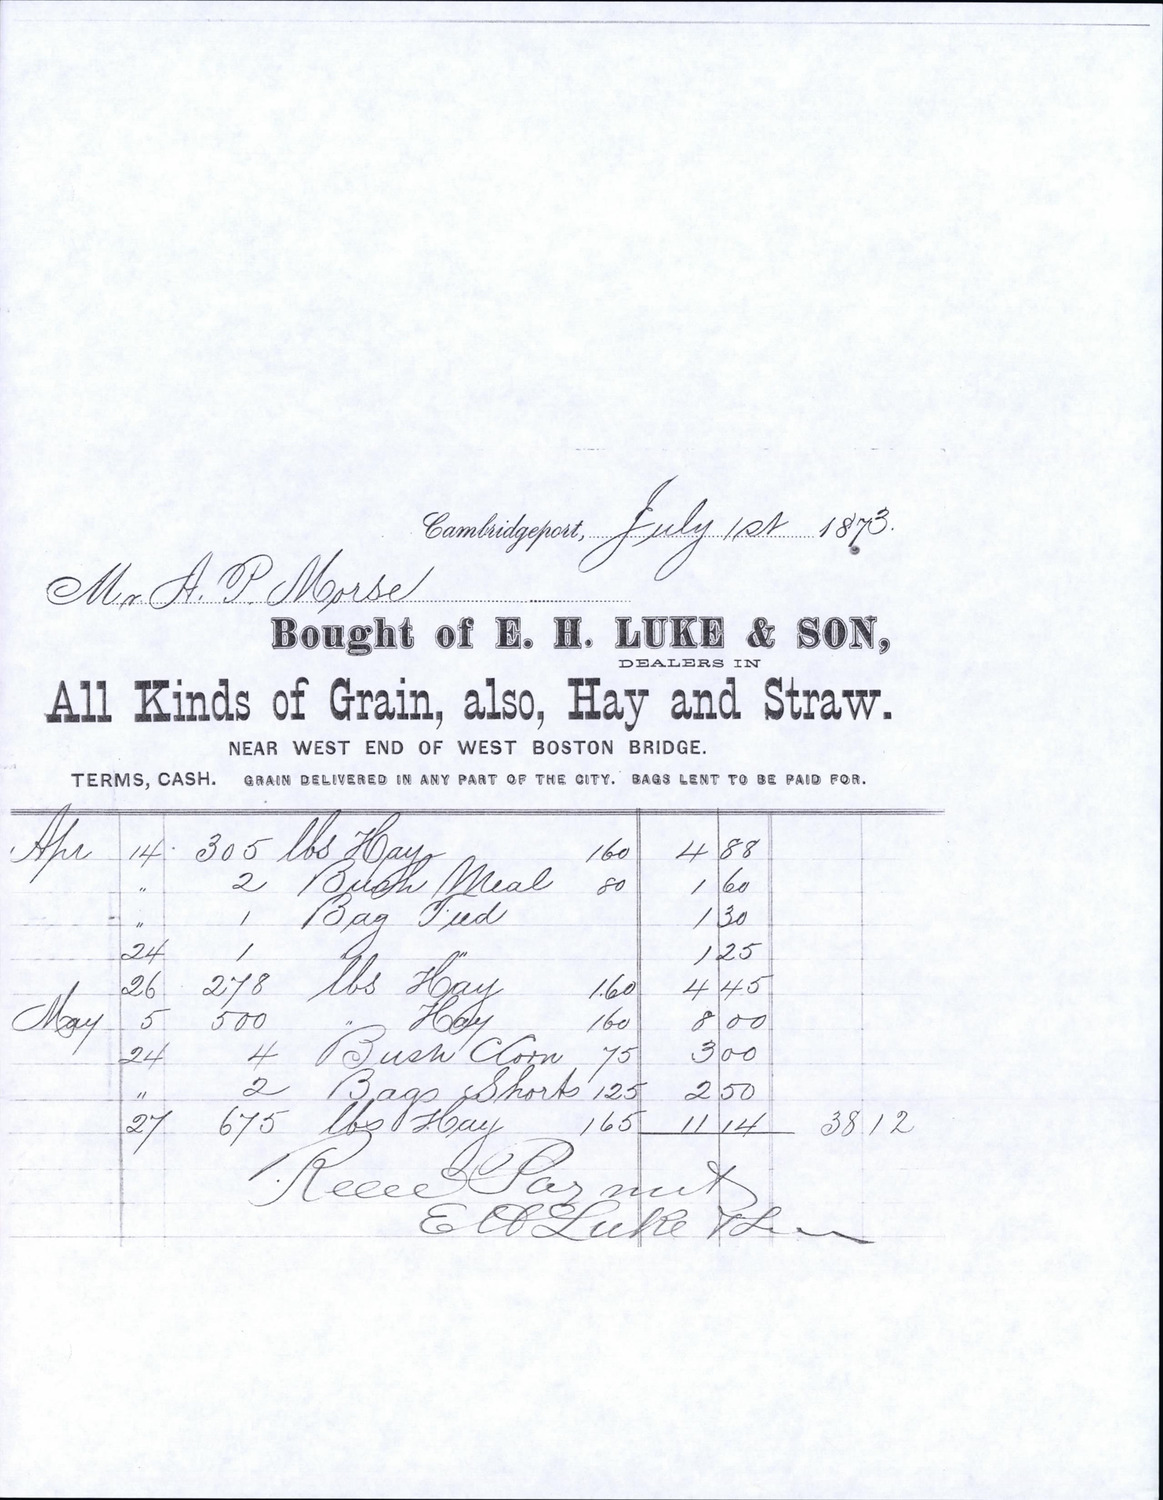 Cambridgeport, July 1st 1873.
Mr A. P. Morse
Bought of E. H. LUKE & SON,
DEALERS IN
All Kinds of Grain, also, Hay and Straw.
NEAR WEST END OF WEST BOSTON BRIDGE.
TERMS, CASH. GRAIN DELIVERED IN ANY PART OF THE CITY. BAGS LENT TO BE PAID FOR.
Apr 14 305 lbs Hay 160 4 88
" 2 Bush Meal 80 1 60
" 1 Bag Feed 1 30
24 1 " " 1 25
26 278 lbs Hay 1.60 4 45
May 5 500 " Hay 160 8 00
24 4 Bush Corn 75 3 00
" 2 Bags Shorts 125 2 50
27 675 lbs Hay 165 11 14 38 12
Recd Paymnt
E H Luke & Son